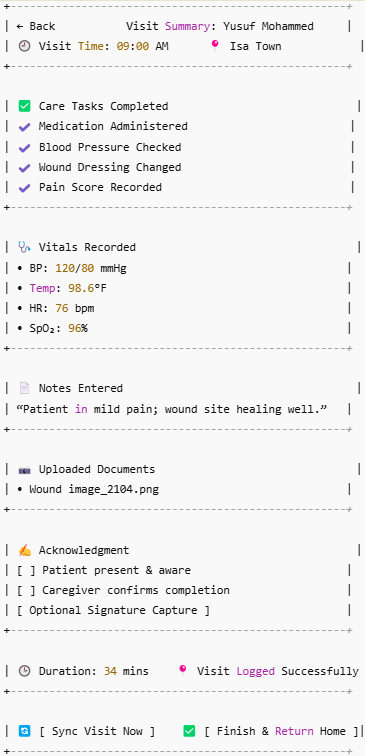 ← Back Visit Summary: Yusuf Mohammed
🕘 Visit Time: 09:00 AM 📍 Isa Town
✅ Care Tasks Completed
✔ Medication Administered
✔ Blood Pressure Checked
✔ Wound Dressing Changed
✔ Pain Score Recorded
🩺 Vitals Recorded
• BP: 120/80 mmHg
• Temp: 98.6°F
• HR: 76 bpm
• SpO₂: 96%
📄 Notes Entered
“Patient in mild pain; wound site healing well.”
📷 Uploaded Documents
• Wound image_2104.png
✍ Acknowledgment
[ ] Patient present & aware
[ ] Caregiver confirms completion
[ Optional Signature Capture ]
🕒 Duration: 34 mins 📍 Visit Logged Successfully
🔄 [ Sync Visit Now ] ✅ [ Finish & Return Home ]